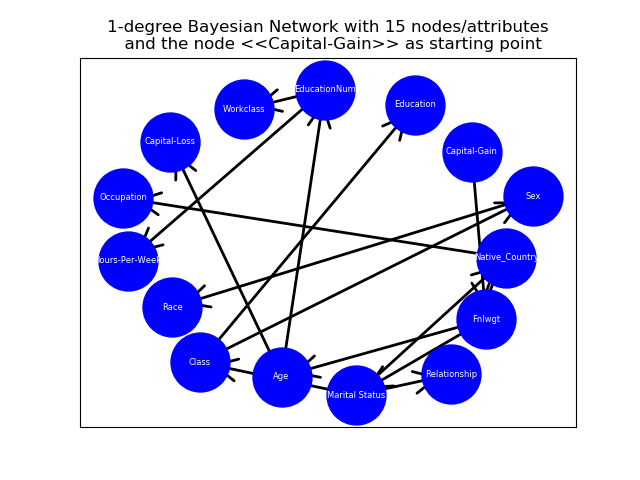 1-degree Bayesian Network with 15 nodes/attributes
and the node <<Capital-Gain>> as starting point
EducationNum
Education
Workclass
Capital-Loss
Capital-Gain
Occupation
Sex
ours-Per-Week
Native_Country
Race
Fnlwgt
Class
Age
Relationship
Marital Status